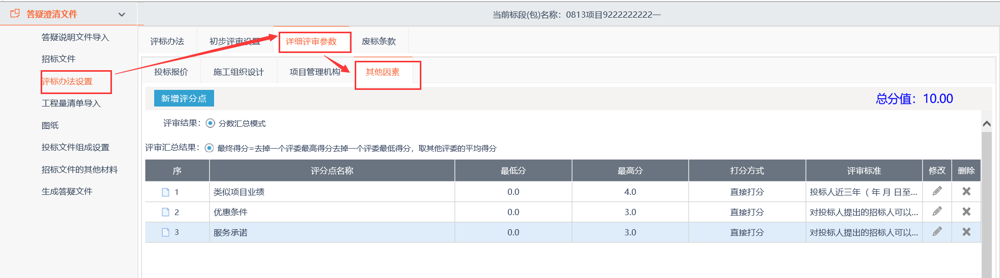 答疑澄清文件
当前标段(包)名称：0813项目9222222222—
答疑说明文件导入
招标文件
评标办法设置
工程量清单导入
图纸
投标文件组成设置
招标文件的其他材料
生成答疑文件
评标办法 初步评审设置 详细评审参数 废标条款
投标报价 施工组织设计 项目管理机构 其他因素
新增评分点 总分值：10.00
评审结果： 分数汇总模式
评审汇总结果： 最终得分=去掉一个评委最高得分去掉一个评委最低得分，取其他评委的平均得分
序 评分点名称 最低分 最高分 打分方式 评审标准 修改 删除
1 类似项目业绩 0.0 4.0 直接打分 投标人近三年（ 年 月 日至...
2 优惠条件 0.0 3.0 直接打分 对投标人提出的招标人可以...
3 服务承诺 0.0 3.0 直接打分 对投标人提出的招标人可以...